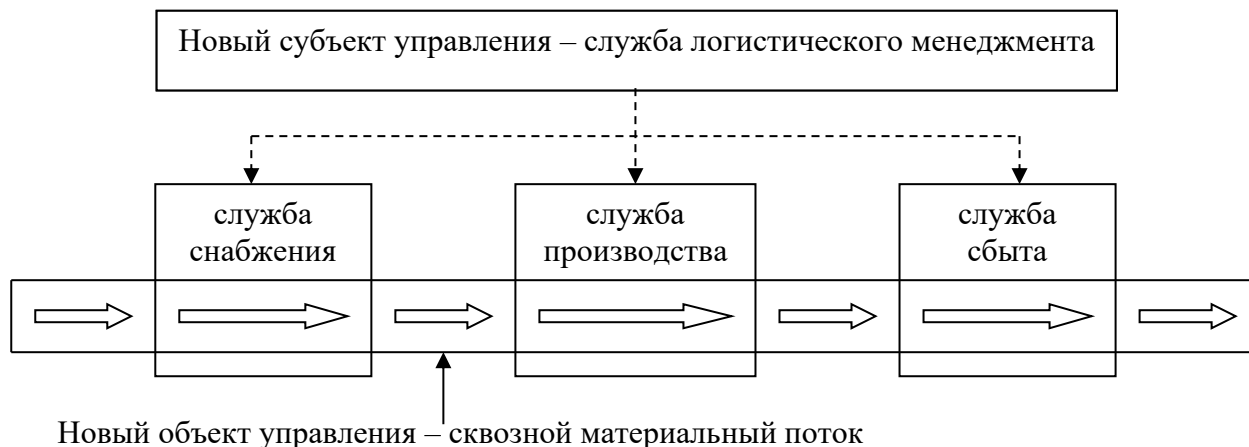 Новый субъект управления – служба логистического менеджмента
служба
снабжения
служба
производства
служба
сбыта
Новый объект управления – сквозной материальный поток